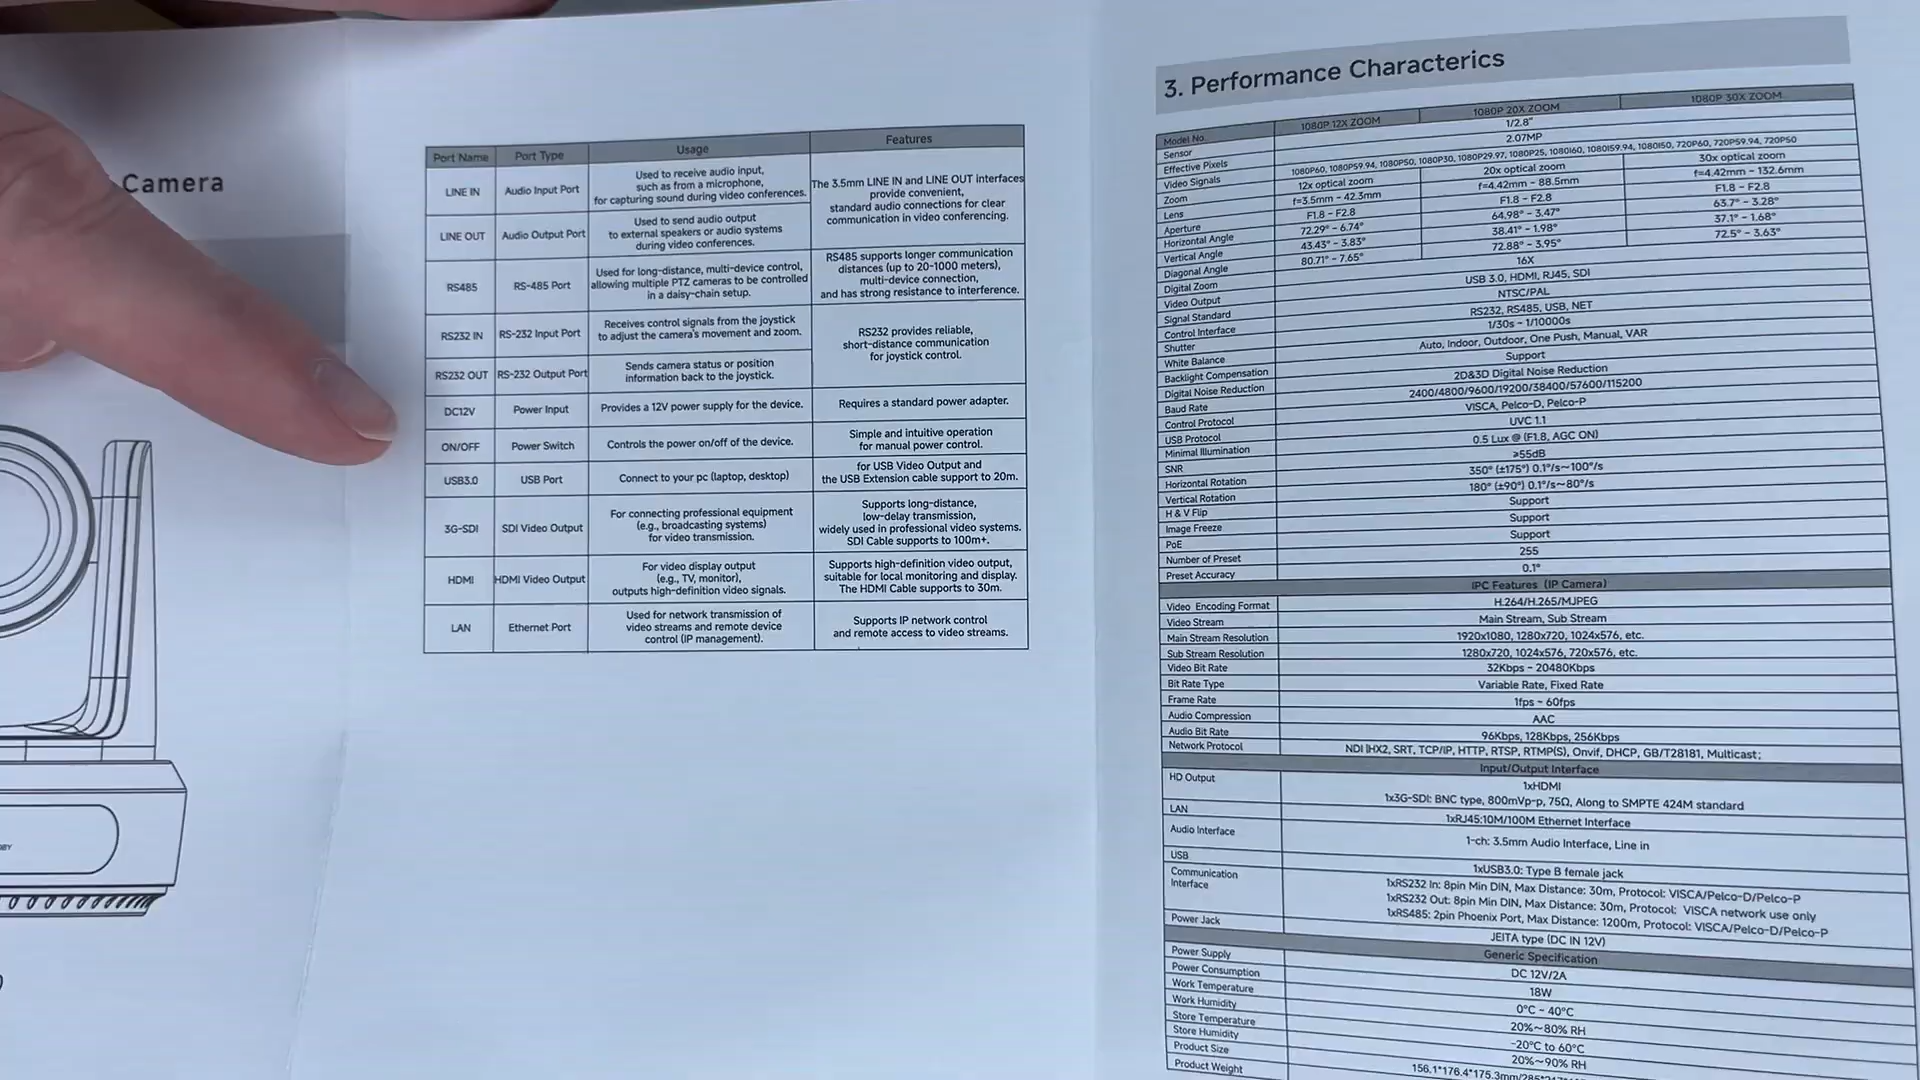 Camera
Port Name Port Type Usage Features
LINE IN Audio Input Port
Used to receive audio input,
such as from a microphone,
for capturing sound during video conferences.
The 3.5mm LINE IN and LINE OUT interfaces
provide convenient,
standard audio connections for clear
communication in video conferencing.
LINE OUT Audio Output Port
Used to send audio output
to external speakers or audio systems
during video conferences.
RS485 RS-485 Port
Used for long-distance, multi-device control,
allowing multiple PTZ cameras to be controlled
in a daisy-chain setup.
RS485 supports longer communication
distances (up to 20-1000 meters),
multi-device connection,
and has strong resistance to interference.
RS232 IN RS-232 Input Port
Receives control signals from the joystick
to adjust the camera's movement and zoom.
RS232 provides reliable,
short-distance communication
for joystick control.
RS232 OUT RS-232 Output Port
Sends camera status or position
information back to the joystick.
DC12V Power Input Provides a 12V power supply for the device. Requires a standard power adapter.
ON/OFF Power Switch Controls the power on/off of the device.
Simple and intuitive operation
for manual power control.
USB3.0 USB Port Connect to your pc (laptop, desktop)
for USB Video Output and
the USB Extension cable support to 20m.
3G-SDI SDI Video Output
For connecting professional equipment
(e.g., broadcasting systems)
for video transmission.
Supports long-distance,
low-delay transmission,
widely used in professional video systems.
SDI Cable supports to 100m+.
HDMI HDMI Video Output
For video display output
(e.g., TV, monitor),
outputs high-definition video signals.
Supports high-definition video output,
suitable for local monitoring and display.
The HDMI Cable supports to 30m.
LAN Ethernet Port
Used for network transmission of
video streams and remote device
control (IP management).
Supports IP network control
and remote access to video streams.
3. Performance Characterics
Model No. 1080P 12X ZOOM 1080P 20X ZOOM 1080P 30X ZOOM
Sensor 1/2.8"
Effective Pixels 2.07MP
Video Signals 1080P60, 1080P59.94, 1080P50, 1080P30, 1080P29.97, 1080P25, 1080I60, 1080I59.94, 1080I50, 720P60, 720P59.94, 720P50
Zoom 12x optical zoom 20x optical zoom 30x optical zoom
Lens f=3.5mm - 42.3mm f=4.42mm - 88.5mm f=4.42mm - 132.6mm
Aperture F1.8 - F2.8 F1.8 - F2.8 F1.8 - F2.8
Horizontal Angle 72.29° - 6.74° 64.98° - 3.47° 63.7° - 3.28°
Vertical Angle 43.43° - 3.83° 38.41° - 1.98° 37.1° - 1.68°
Diagonal Angle 80.71° - 7.65° 72.88° - 3.95° 72.5° - 3.63°
Digital Zoom 16X
Video Output USB 3.0, HDMI, RJ45, SDI
Signal Standard NTSC/PAL
Control Interface RS232, RS485, USB, NET
Shutter 1/30s - 1/10000s
White Balance Auto, Indoor, Outdoor, One Push, Manual, VAR
Backlight Compensation Support
Digital Noise Reduction 2D&3D Digital Noise Reduction
Baud Rate 2400/4800/9600/19200/38400/57600/115200
Control Protocol VISCA, Pelco-D, Pelco-P
USB Protocol UVC 1.1
Minimal Illumination 0.5 Lux @ (F1.8, AGC ON)
SNR ≥55dB
Horizontal Rotation 350° (±175°) 0.1°/s~100°/s
Vertical Rotation 180° (±90°) 0.1°/s~80°/s
H & V Flip Support
Image Freeze Support
PoE Support
Number of Preset 255
Preset Accuracy 0.1°
IPC Features (IP Camera)
Video Encoding Format H.264/H.265/MJPEG
Video Stream Main Stream, Sub Stream
Main Stream Resolution 1920x1080, 1280x720, 1024x576, etc.
Sub Stream Resolution 1280x720, 1024x576, 720x576, etc.
Video Bit Rate 32Kbps - 20480Kbps
Bit Rate Type Variable Rate, Fixed Rate
Frame Rate 1fps - 60fps
Audio Compression AAC
Audio Bit Rate 96Kbps, 128Kbps, 256Kbps
Network Protocol NDI |HX2, SRT, TCP/IP, HTTP, RTSP, RTMP(S), Onvif, DHCP, GB/T28181, Multicast;
Input/Output Interface
HD Output 1xHDMI
1x3G-SDI: BNC type, 800mVp-p, 75Ω, Along to SMPTE 424M standard
LAN 1xRJ45:10M/100M Ethernet Interface
Audio Interface 1-ch: 3.5mm Audio Interface, Line in
USB 1xUSB3.0: Type B female jack
Communication
Interface
1xRS232 In: 8pin Min DIN, Max Distance: 30m, Protocol: VISCA/Pelco-D/Pelco-P
1xRS232 Out: 8pin Min DIN, Max Distance: 30m, Protocol: VISCA network use only
1xRS485: 2pin Phoenix Port, Max Distance: 1200m, Protocol: VISCA/Pelco-D/Pelco-P
Power Jack JEITA type (DC IN 12V)
Generic Specification
Power Supply DC 12V/2A
Power Consumption 18W
Work Temperature 0°C - 40°C
Work Humidity 20%~80% RH
Store Temperature -20°C to 60°C
Store Humidity 20%~90% RH
Product Size
Product Weight